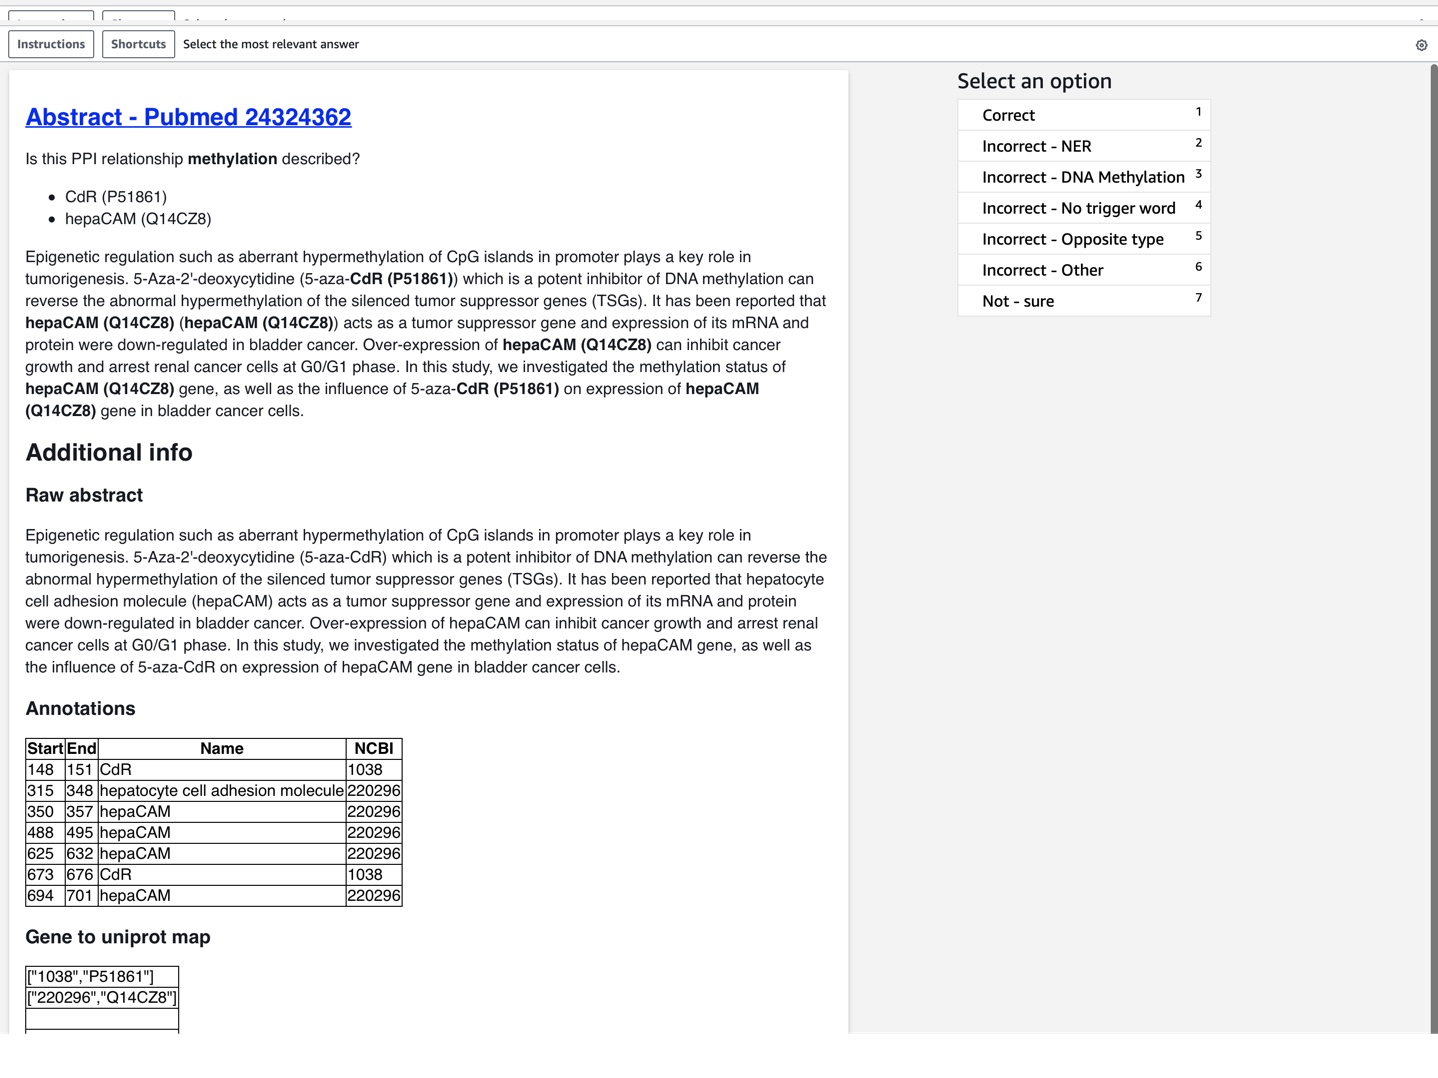 Instructions Shortcuts Select the most relevant answer
Abstract - Pubmed 24324362
Is this PPI relationship methylation described?
CdR (P51861)
hepaCAM (Q14CZ8)
Epigenetic regulation such as aberrant hypermethylation of CpG islands in promoter plays a key role in
tumorigenesis. 5-Aza-2'-deoxycytidine (5-aza-CdR (P51861)) which is a potent inhibitor of DNA methylation can
reverse the abnormal hypermethylation of the silenced tumor suppressor genes (TSGs). It has been reported that
hepaCAM (Q14CZ8) (hepaCAM (Q14CZ8)) acts as a tumor suppressor gene and expression of its mRNA and
protein were down-regulated in bladder cancer. Over-expression of hepaCAM (Q14CZ8) can inhibit cancer
growth and arrest renal cancer cells at G0/G1 phase. In this study, we investigated the methylation status of
hepaCAM (Q14CZ8) gene, as well as the influence of 5-aza-CdR (P51861) on expression of hepaCAM
(Q14CZ8) gene in bladder cancer cells.
Additional info
Raw abstract
Epigenetic regulation such as aberrant hypermethylation of CpG islands in promoter plays a key role in
tumorigenesis. 5-Aza-2'-deoxycytidine (5-aza-CdR) which is a potent inhibitor of DNA methylation can reverse the
abnormal hypermethylation of the silenced tumor suppressor genes (TSGs). It has been reported that hepatocyte
cell adhesion molecule (hepaCAM) acts as a tumor suppressor gene and expression of its mRNA and protein
were down-regulated in bladder cancer. Over-expression of hepaCAM can inhibit cancer growth and arrest renal
cancer cells at G0/G1 phase. In this study, we investigated the methylation status of hepaCAM gene, as well as
the influence of 5-aza-CdR on expression of hepaCAM gene in bladder cancer cells.
Annotations
Start End Name NCBI
148 151 CdR 1038
315 348 hepatocyte cell adhesion molecule 220296
350 357 hepaCAM 220296
488 495 hepaCAM 220296
625 632 hepaCAM 220296
673 676 CdR 1038
694 701 hepaCAM 220296
Gene to uniprot map
["1038","P51861"]
["220296","Q14CZ8"]
Select an option
Correct 1
Incorrect - NER 2
Incorrect - DNA Methylation 3
Incorrect - No trigger word 4
Incorrect - Opposite type 5
Incorrect - Other 6
Not - sure 7